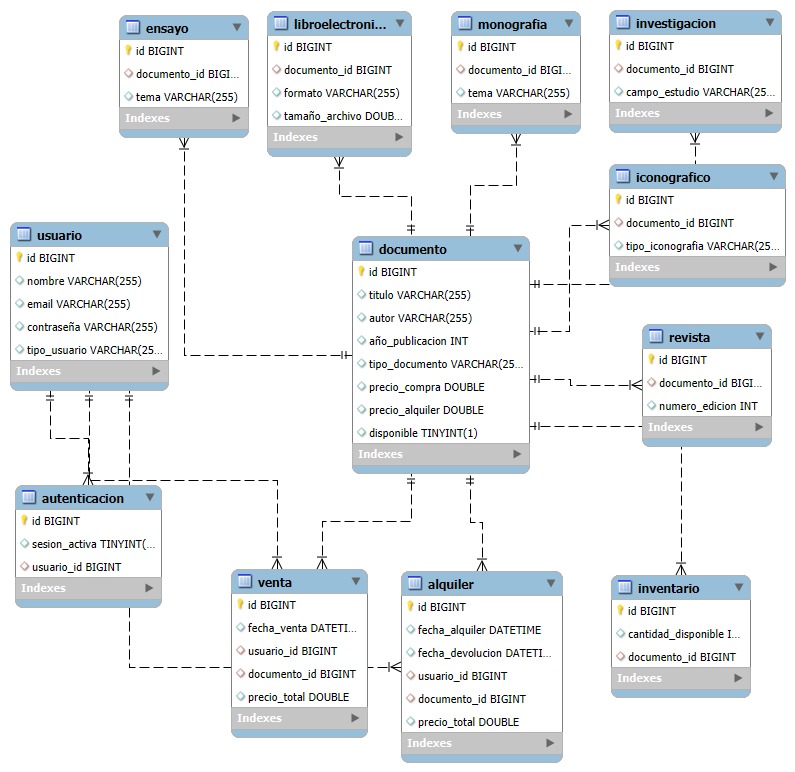 ensayo
id BIGINT
documento_id BIGI...
tema VARCHAR(255)
Indexes
libroelectroni...
id BIGINT
documento_id BIGINT
formato VARCHAR(255)
tamaño_archivo DOUB...
Indexes
monografia
id BIGINT
documento_id BIGI...
tema VARCHAR(255)
Indexes
investigacion
id BIGINT
documento_id BIGINT
campo_estudio VARCHAR(25...
Indexes
iconografico
id BIGINT
documento_id BIGINT
tipo_iconografia VARCHAR(25...
Indexes
usuario
id BIGINT
nombre VARCHAR(255)
email VARCHAR(255)
contraseña VARCHAR(255)
tipo_usuario VARCHAR(25...
Indexes
documento
id BIGINT
titulo VARCHAR(255)
autor VARCHAR(255)
año_publicacion INT
tipo_documento VARCHAR(25...
precio_compra DOUBLE
precio_alquiler DOUBLE
disponible TINYINT(1)
Indexes
revista
id BIGINT
documento_id BIGI...
numero_edicion INT
Indexes
autenticacion
id BIGINT
sesion_activa TINYINT(...
usuario_id BIGINT
Indexes
venta
id BIGINT
fecha_venta DATETI...
usuario_id BIGINT
documento_id BIGINT
precio_total DOUBLE
Indexes
alquiler
id BIGINT
fecha_alquiler DATETIME
fecha_devolucion DATETI...
usuario_id BIGINT
documento_id BIGINT
precio_total DOUBLE
Indexes
inventario
id BIGINT
cantidad_disponible I...
documento_id BIGINT
Indexes